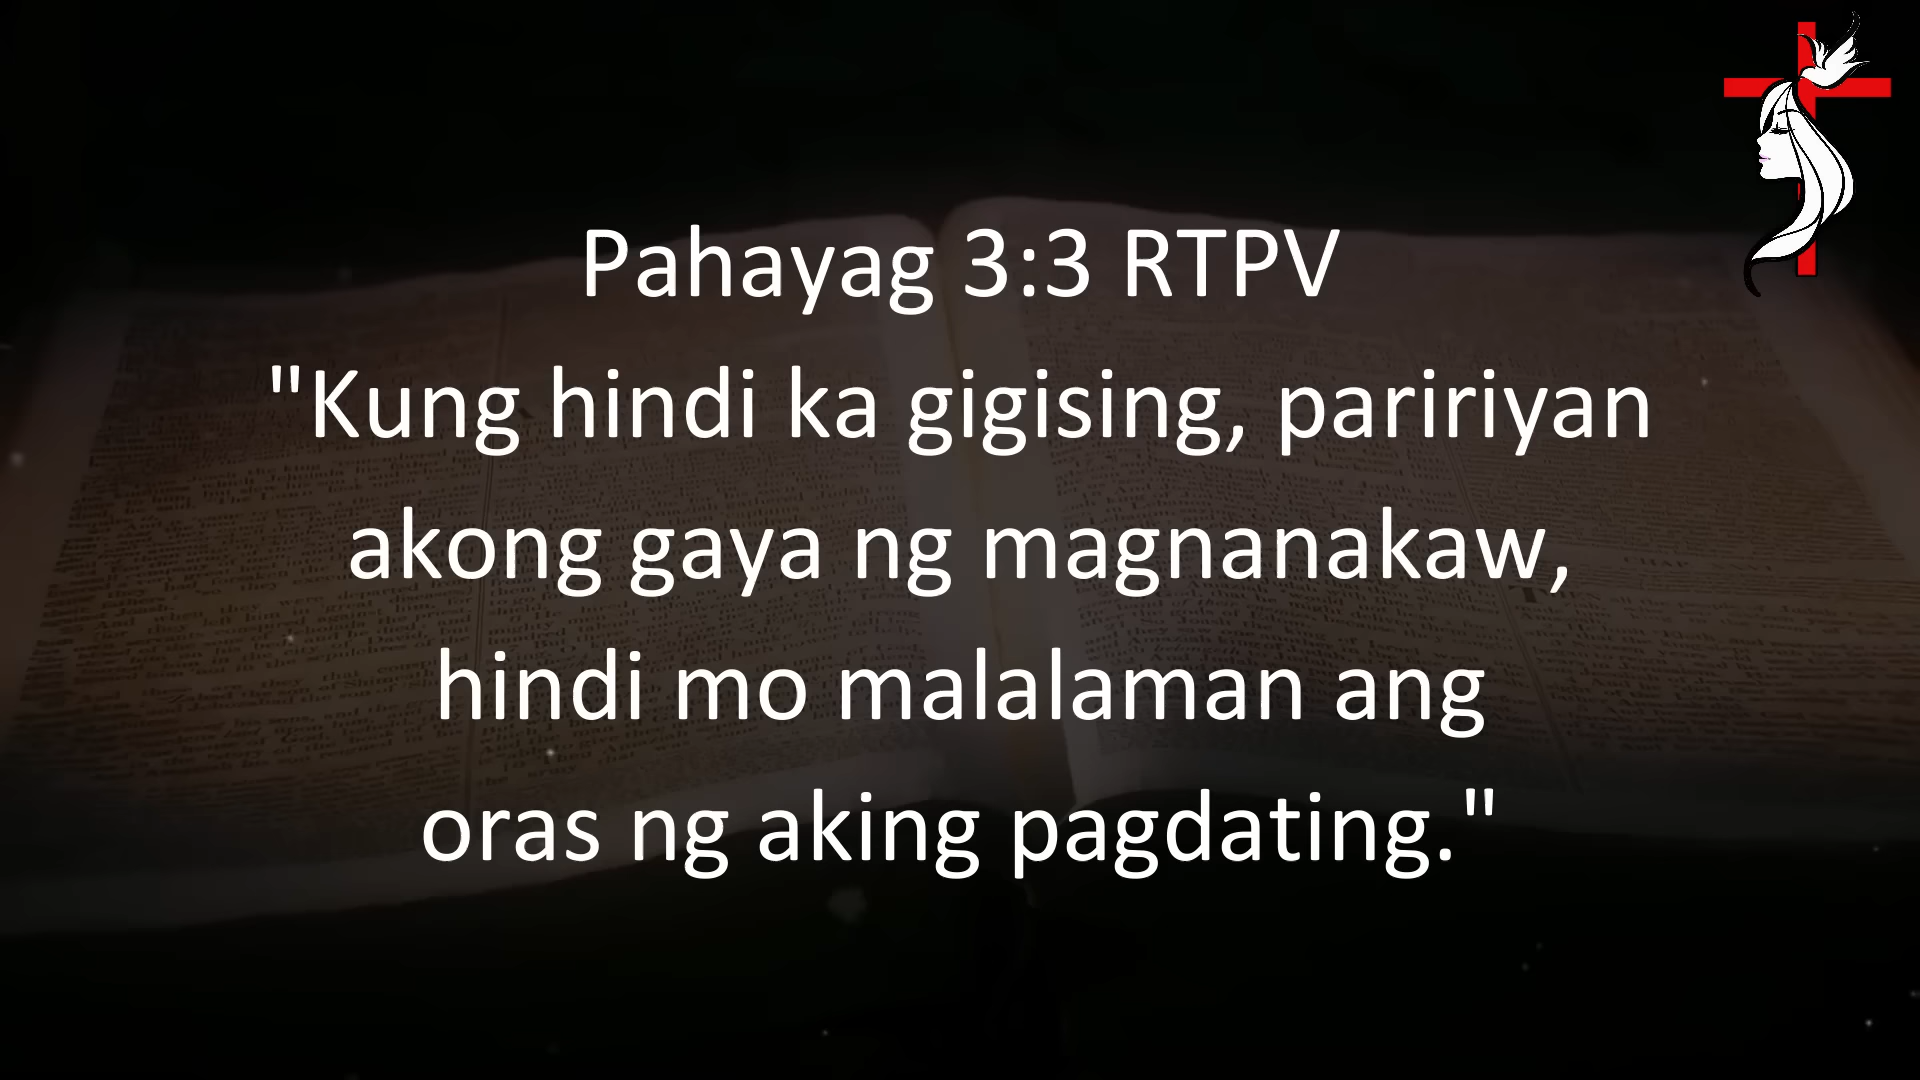 Pahayag 3:3 RTPV
"Kung hindi ka gigising, paririyan
akong gaya ng magnanakaw,
hindi mo malalaman ang
oras ng aking pagdating."